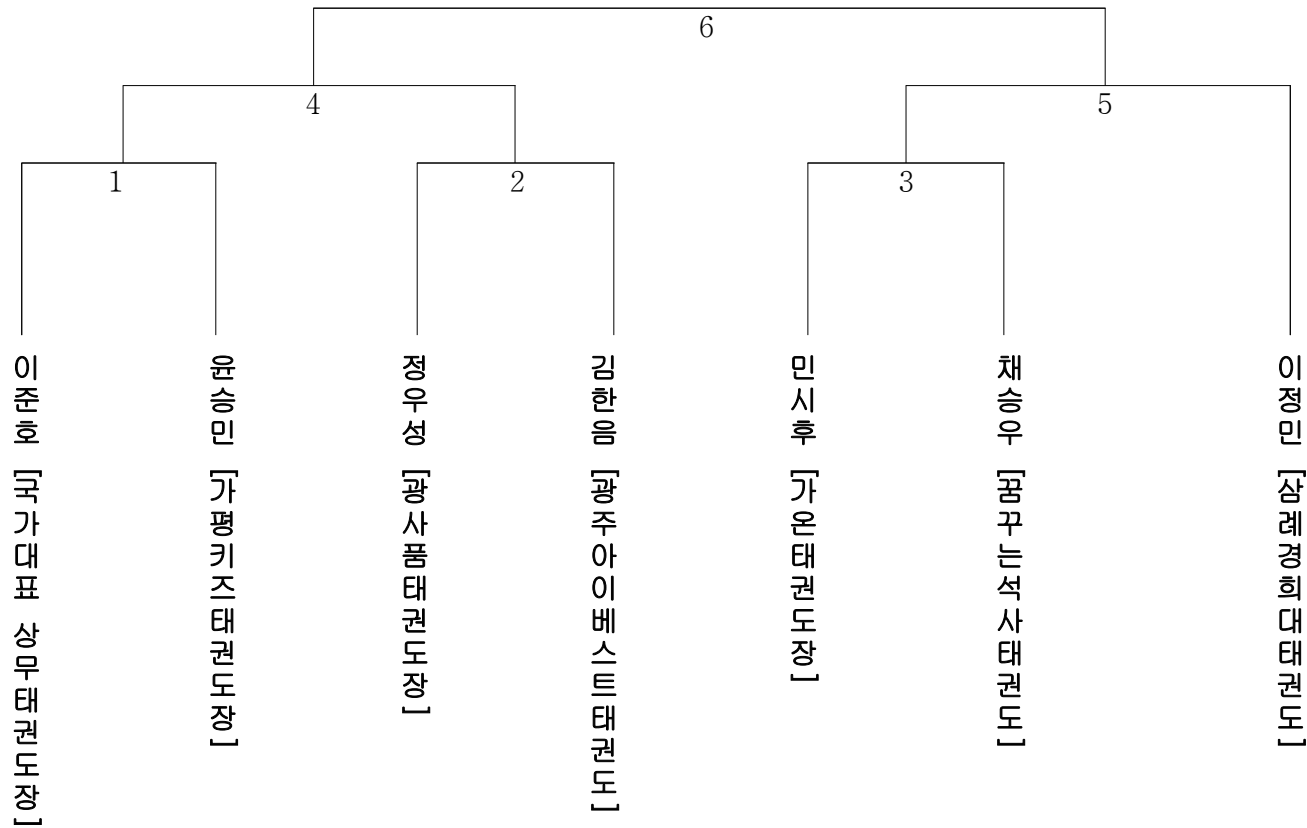 6
4
5
1
2
3
이준호 [국가대표 상무태권도장]
윤승민 [가평키즈태권도장]
정우성 [광사품태권도장]
김한음 [광주아이베스트태권도]
민시후 [가온태권도장]
채승우 [꿈꾸는석사태권도]
이정민 [삼례경희대태권도]